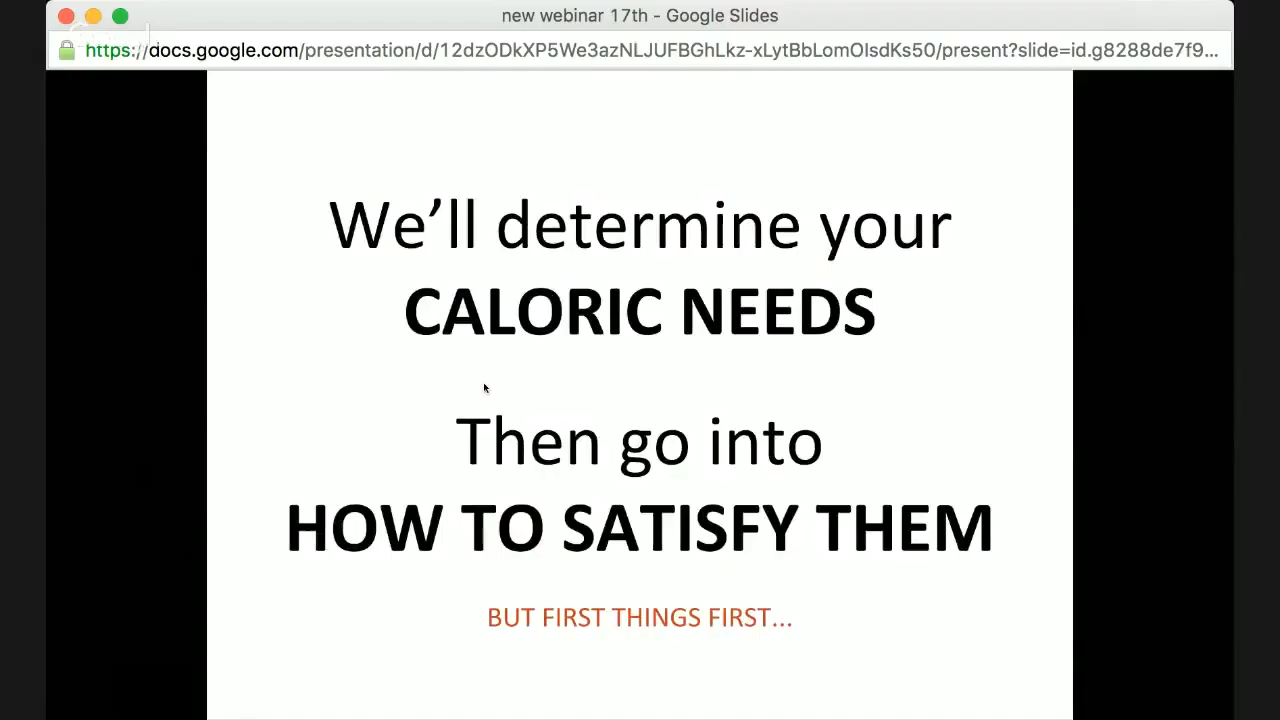 new webinar 17th - Google Slides
https://docs.google.com/presentation/d/12dzODkXP5We3azNLJUFBGhLkz-xLytBbLomOIsdKs50/present?slide=id.g8288de7f9...
We’ll determine your
CALORIC NEEDS
Then go into
HOW TO SATISFY THEM
BUT FIRST THINGS FIRST...